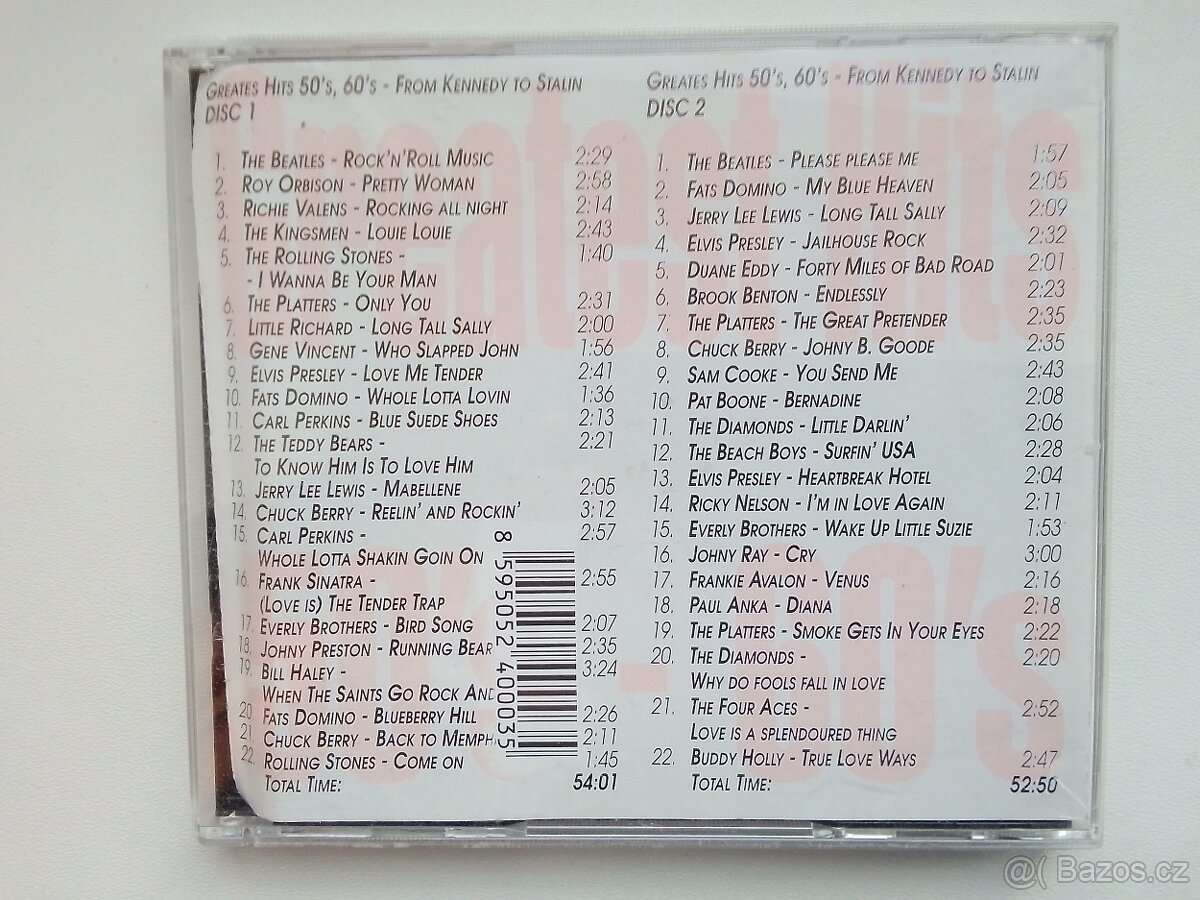 GREATES HITS 50'S, 60'S - FROM KENNEDY TO STALIN
DISC 1
1. THE BEATLES - ROCK'N'ROLL MUSIC 2:29
2. ROY ORBISON - PRETTY WOMAN 2:58
3. RICHIE VALENS - ROCKING ALL NIGHT 2:14
4. THE KINGSMEN - LOUIE LOUIE 2:43
5. THE ROLLING STONES - 1:40
- I WANNA BE YOUR MAN
6. THE PLATTERS - ONLY YOU 2:31
7. LITTLE RICHARD - LONG TALL SALLY 2:00
8. GENE VINCENT - WHO SLAPPED JOHN 1:56
9. ELVIS PRESLEY - LOVE ME TENDER 2:41
10. FATS DOMINO - WHOLE LOTTA LOVIN 1:36
11. CARL PERKINS - BLUE SUEDE SHOES 2:13
12. THE TEDDY BEARS - 2:21
TO KNOW HIM IS TO LOVE HIM
13. JERRY LEE LEWIS - MABELLENE 2:05
14. CHUCK BERRY - REELIN' AND ROCKIN' 3:12
15. CARL PERKINS - 2:57
WHOLE LOTTA SHAKIN GOIN ON
16. FRANK SINATRA - 2:55
(LOVE IS) THE TENDER TRAP
17. EVERLY BROTHERS - BIRD SONG 2:07
18. JOHNY PRESTON - RUNNING BEAR 2:35
19. BILL HALEY - 3:24
WHEN THE SAINTS GO ROCK AND
20. FATS DOMINO - BLUEBERRY HILL 2:26
21. CHUCK BERRY - BACK TO MEMPH 2:11
22. ROLLING STONES - COME ON 1:45
TOTAL TIME: 54:01
8 595052 400035
GREATES HITS 50'S, 60'S - FROM KENNEDY TO STALIN
DISC 2
1. THE BEATLES - PLEASE PLEASE ME 1:57
2. FATS DOMINO - MY BLUE HEAVEN 2:05
3. JERRY LEE LEWIS - LONG TALL SALLY 2:09
4. ELVIS PRESLEY - JAILHOUSE ROCK 2:32
5. DUANE EDDY - FORTY MILES OF BAD ROAD 2:01
6. BROOK BENTON - ENDLESSLY 2:23
7. THE PLATTERS - THE GREAT PRETENDER 2:35
8. CHUCK BERRY - JOHNY B. GOODE 2:35
9. SAM COOKE - YOU SEND ME 2:43
10. PAT BOONE - BERNADINE 2:08
11. THE DIAMONDS - LITTLE DARLIN' 2:06
12. THE BEACH BOYS - SURFIN' USA 2:28
13. ELVIS PRESLEY - HEARTBREAK HOTEL 2:04
14. RICKY NELSON - I'M IN LOVE AGAIN 2:11
15. EVERLY BROTHERS - WAKE UP LITTLE SUZIE 1:53
16. JOHNY RAY - CRY 3:00
17. FRANKIE AVALON - VENUS 2:16
18. PAUL ANKA - DIANA 2:18
19. THE PLATTERS - SMOKE GETS IN YOUR EYES 2:22
20. THE DIAMONDS - 2:20
WHY DO FOOLS FALL IN LOVE
21. THE FOUR ACES - 2:52
LOVE IS A SPLENDOURED THING
22. BUDDY HOLLY - TRUE LOVE WAYS 2:47
TOTAL TIME: 52:50
Greatest Hits
50's - 60's
@( Bazos.cz